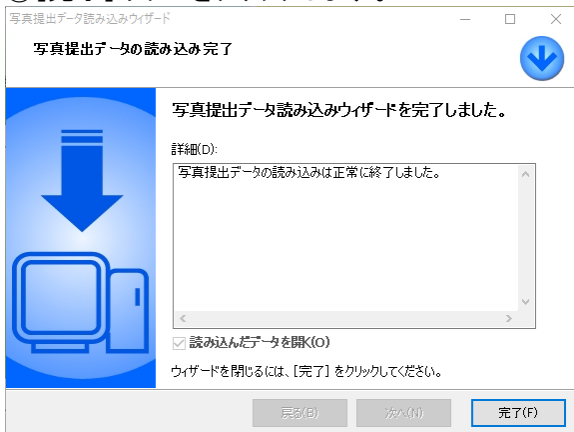 写真提出データ読み込みウィザード
写真提出データの読み込み完了
写真提出データ読み込みウィザードを完了しました。
詳細(D):
写真提出データの読み込みは正常に終了しました。
読み込んだデータを開く(O)
ウィザードを閉じるには、[完了] をクリックしてください。
戻る(B) 次へ(N) 完了(F)